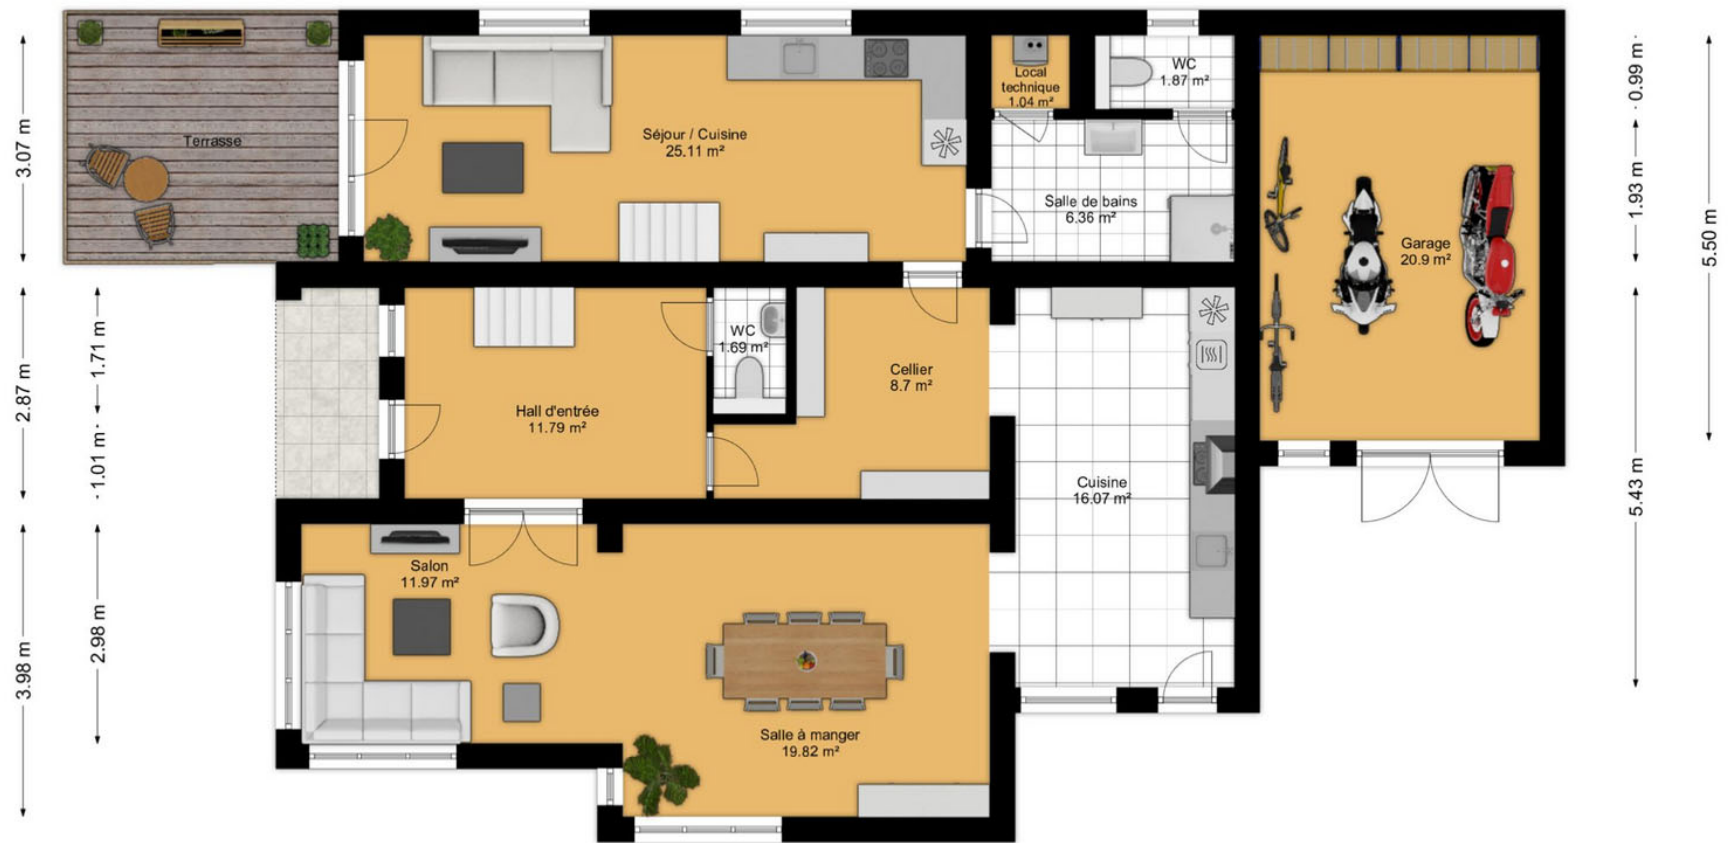 Terrasse
Séjour / Cuisine
25.11 m²
Local
technique
1.04 m²
WC
1.87 m²
Salle de bains
6.36 m²
Garage
20.9 m²
WC
1.69 m²
Hall d'entrée
11.79 m²
Cellier
8.7 m²
Cuisine
16.07 m²
Salon
11.97 m²
Salle à manger
19.82 m²
3.07 m
2.87 m
3.98 m
1.71 m
1.01 m
2.98 m
0.99 m
1.93 m
5.43 m
5.50 m